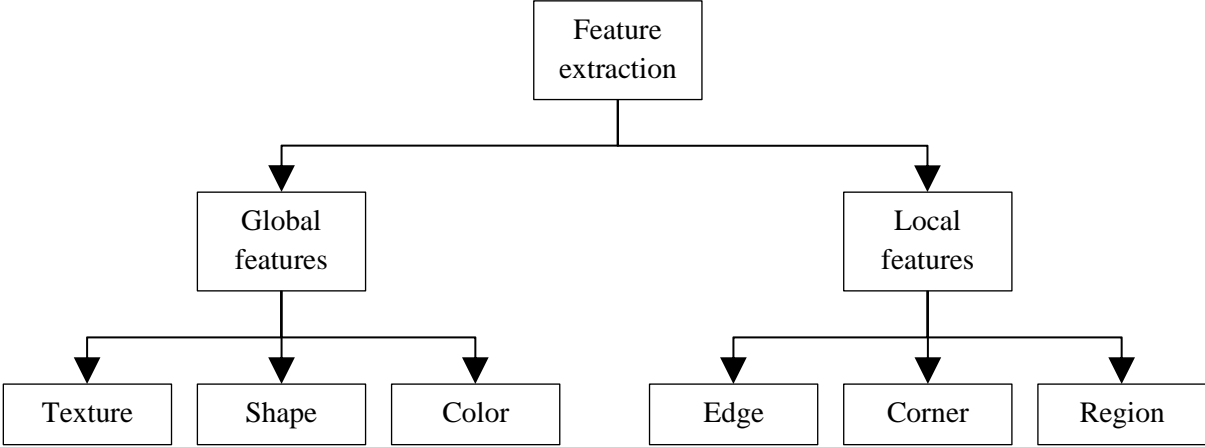 Feature
extraction
Global
features
Local
features
Texture
Shape
Color
Edge
Corner
Region